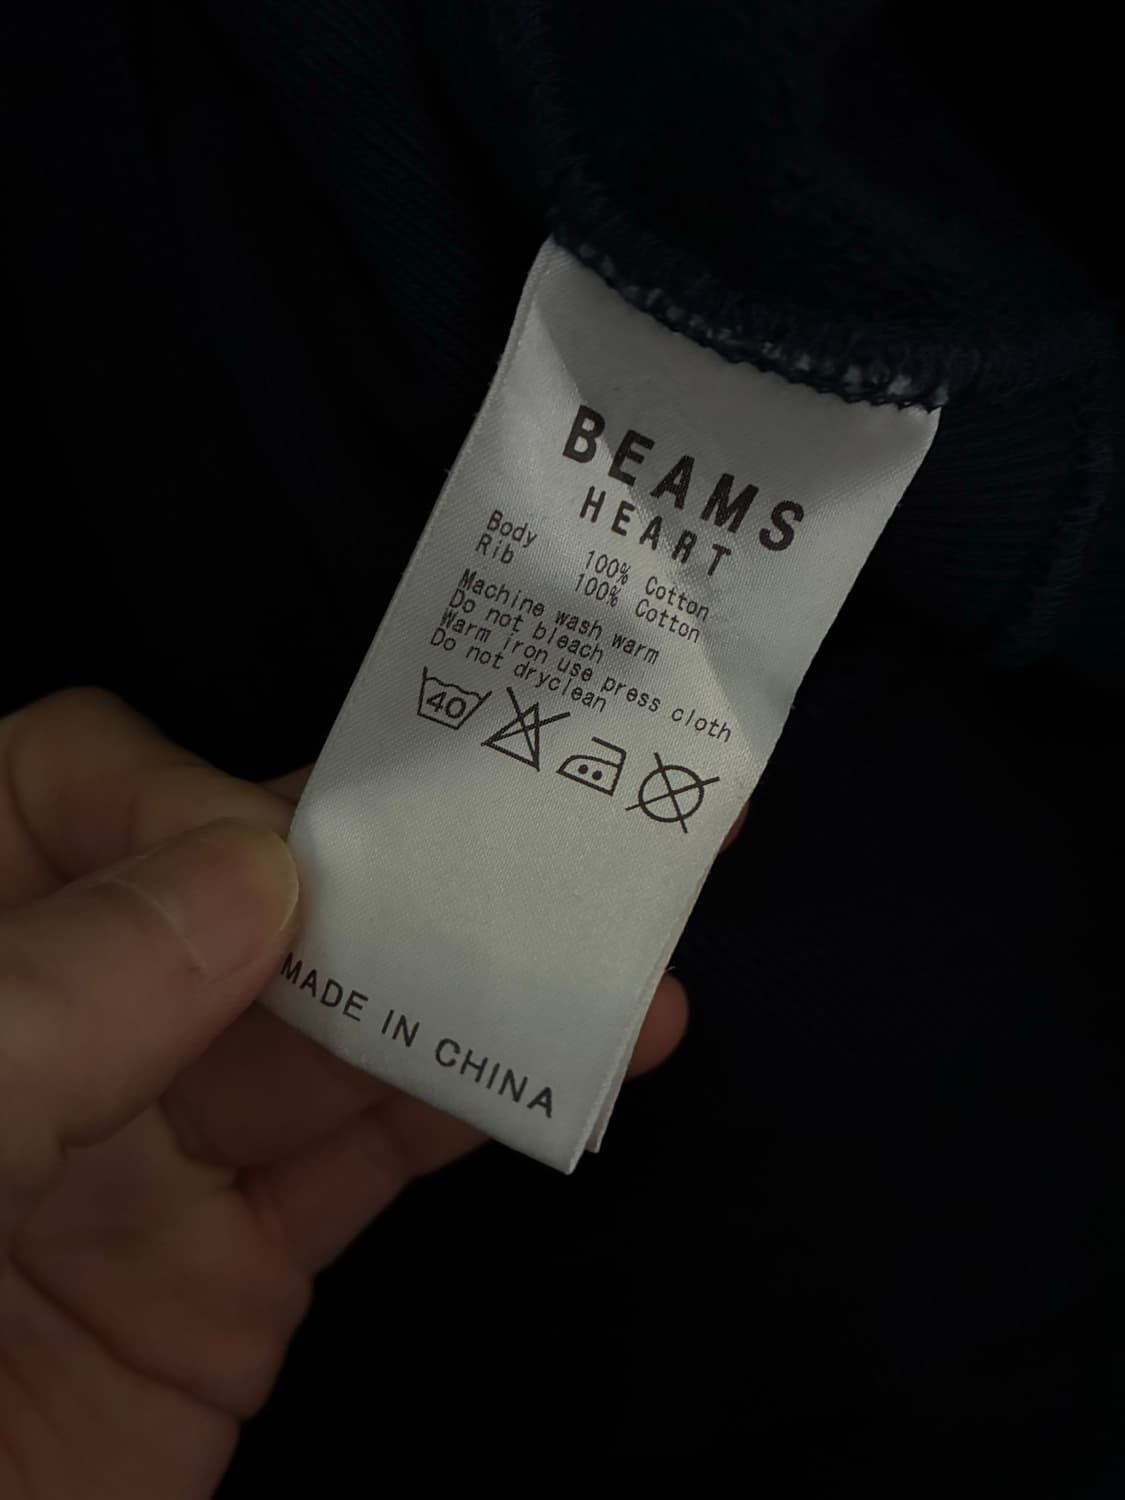 BEAMS
HEART
Body 100% Cotton
Rib 100% Cotton
Machine wash warm
Do not bleach
Warm iron use press cloth
Do not dryclean
40
MADE IN CHINA